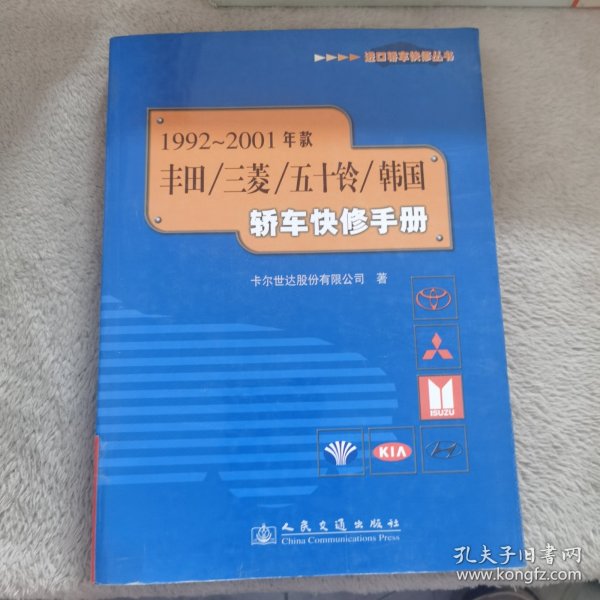 进口轿车快修丛书
1992~2001年款
丰田/三菱/五十铃/韩国
轿车快修手册
卡尔世达股份有限公司 著
ISUZU
KIA
人民交通出版社
China Communications Press
孔夫子旧书网
www.kongfz.com